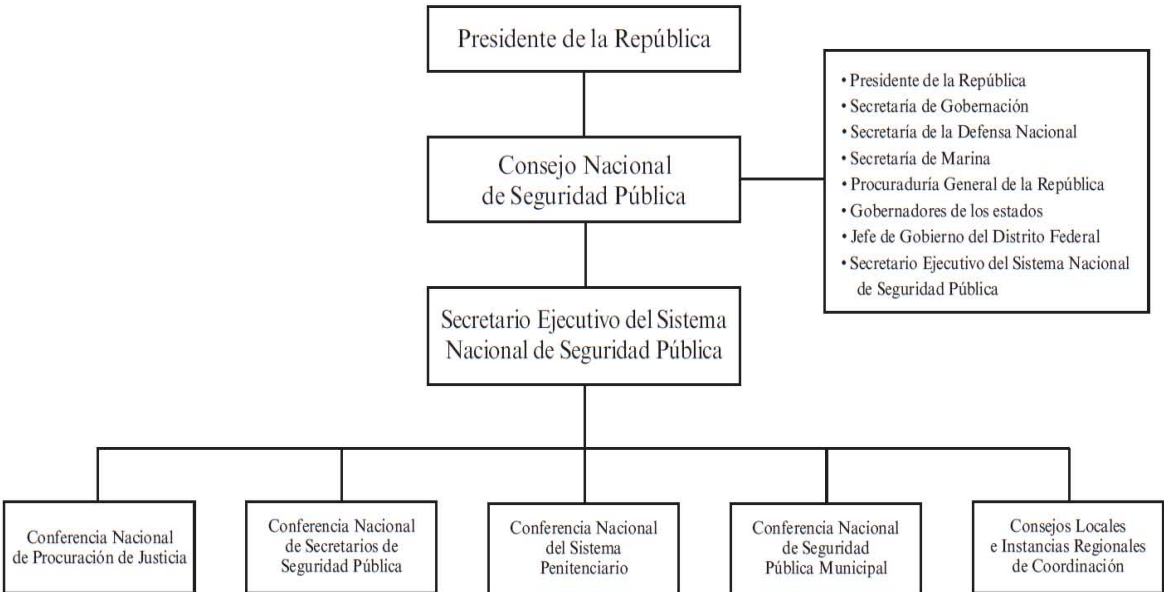 Presidente de la República
• Presidente de la República
• Secretaría de Gobernación
• Secretaría de la Defensa Nacional
• Secretaría de Marina
• Procuraduría General de la República
• Gobernadores de los estados
• Jefe de Gobierno del Distrito Federal
• Secretario Ejecutivo del Sistema Nacional
de Seguridad Pública
Consejo Nacional
de Seguridad Pública
Secretario Ejecutivo del Sistema
Nacional de Seguridad Pública
Conferencia Nacional
de Procuración de Justicia
Conferencia Nacional
de Secretarios de
Seguridad Pública
Conferencia Nacional
del Sistema
Penitenciario
Conferencia Nacional
de Seguridad
Pública Municipal
Consejos Locales
e Instancias Regionales
de Coordinación